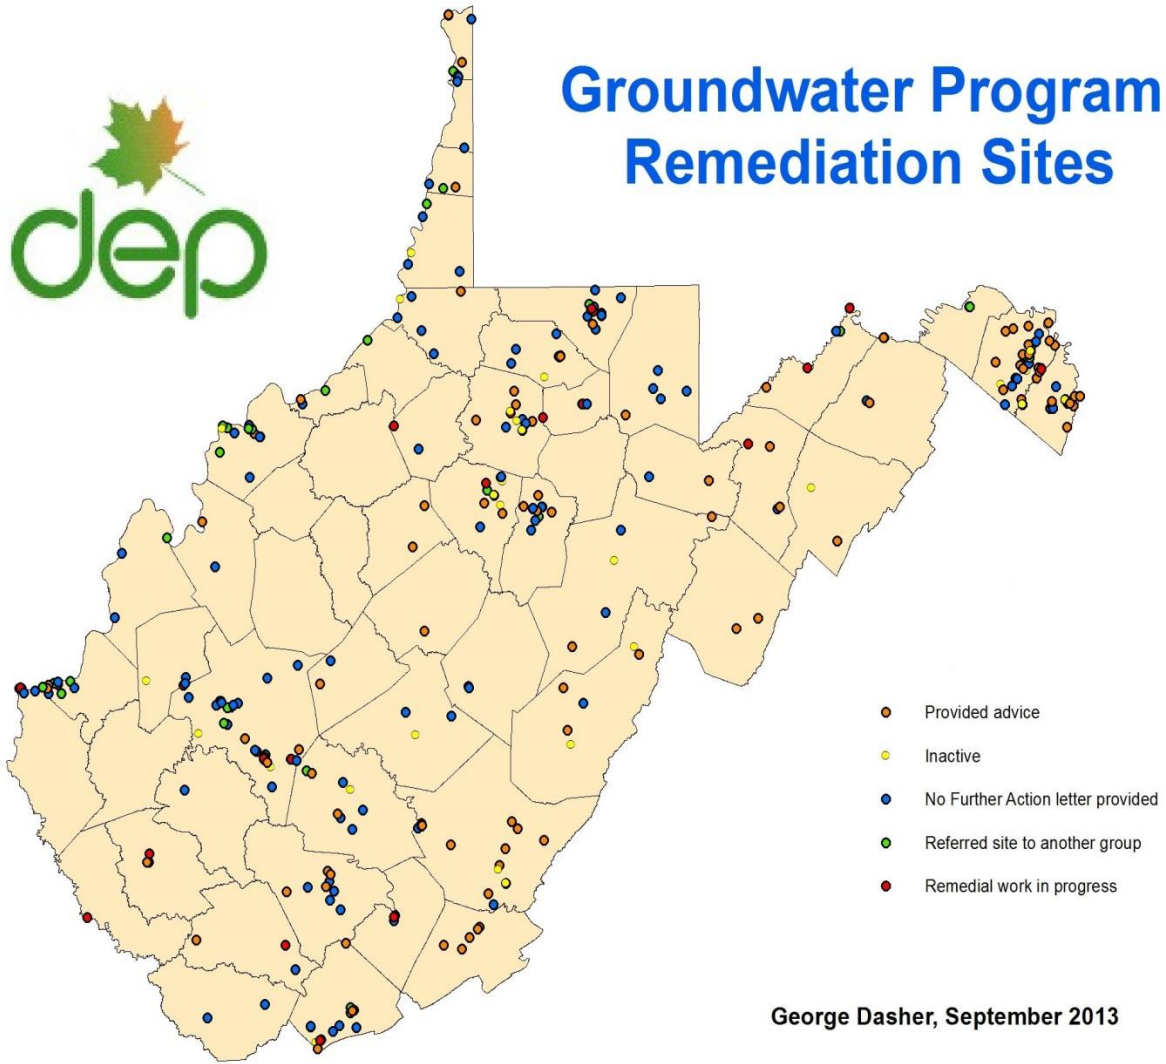 Groundwater Program
Remediation Sites
dep
Provided advice
Inactive
No Further Action letter provided
Referred site to another group
Remedial work in progress
George Dasher, September 2013